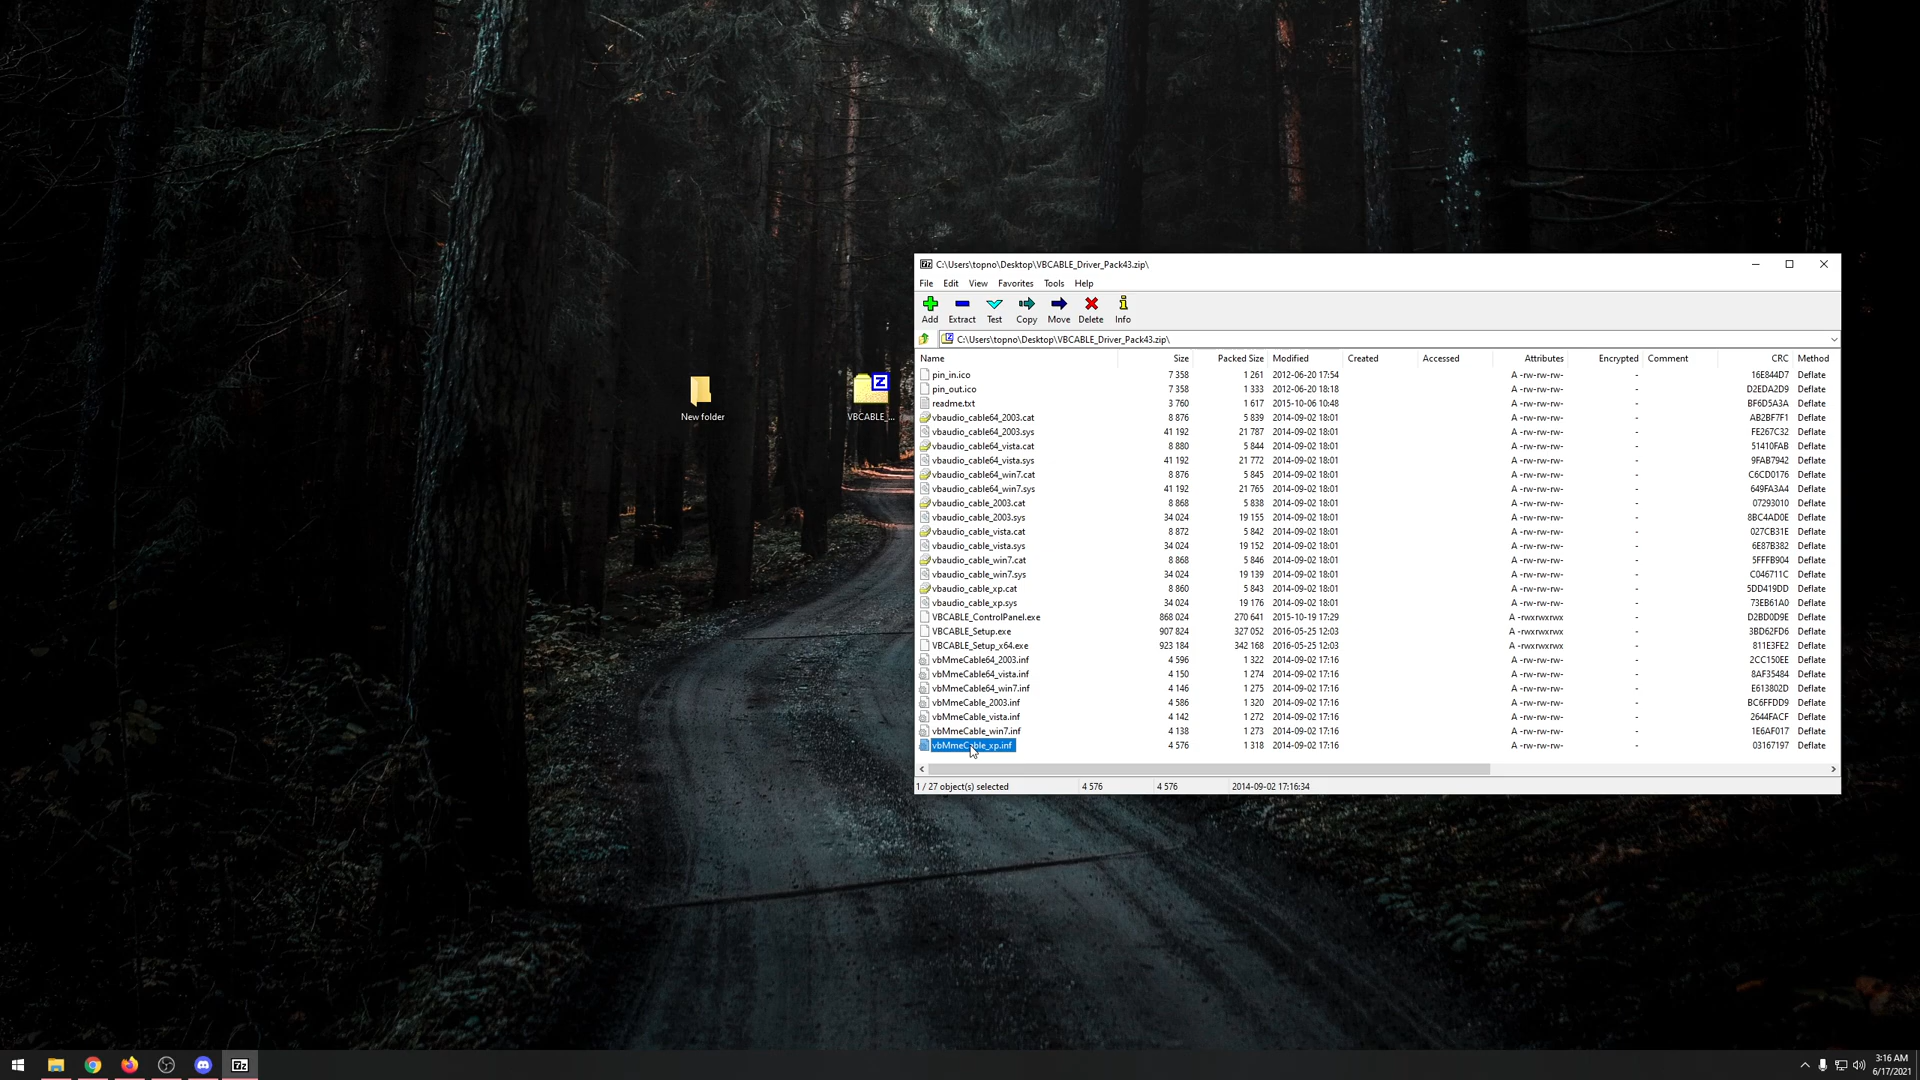 C:\Users\topno\Desktop\VBCABLE_Driver_Pack43.zip\
File Edit View Favorites Tools Help
Add Extract Test Copy Move Delete Info
C:\Users\topno\Desktop\VBCABLE_Driver_Pack43.zip\
Name Size Packed Size Modified Created Accessed Attributes Encrypted Comment CRC Method
pin_in.ico 7 358 1 261 2012-06-20 17:54 A -rw-rw-rw- - 16E844D7 Deflate
pin_out.ico 7 358 1 333 2012-06-20 18:18 A -rw-rw-rw- - D2EDA2D9 Deflate
readme.txt 3 760 1 617 2015-10-06 10:48 A -rw-rw-rw- - BF6D5A3A Deflate
vbaudio_cable64_2003.cat 8 876 5 839 2014-09-02 18:01 A -rw-rw-rw- - AB2BF7F1 Deflate
vbaudio_cable64_2003.sys 41 192 21 787 2014-09-02 18:01 A -rw-rw-rw- - FE267C32 Deflate
vbaudio_cable64_vista.cat 8 880 5 844 2014-09-02 18:01 A -rw-rw-rw- - 51410FAB Deflate
vbaudio_cable64_vista.sys 41 192 21 772 2014-09-02 18:01 A -rw-rw-rw- - 9FAB7942 Deflate
vbaudio_cable64_win7.cat 8 876 5 845 2014-09-02 18:01 A -rw-rw-rw- - C6CD0176 Deflate
vbaudio_cable64_win7.sys 41 192 21 765 2014-09-02 18:01 A -rw-rw-rw- - 649FA3A4 Deflate
vbaudio_cable_2003.cat 8 868 5 838 2014-09-02 18:01 A -rw-rw-rw- - 07293010 Deflate
vbaudio_cable_2003.sys 34 024 19 155 2014-09-02 18:01 A -rw-rw-rw- - 8BC4AD0E Deflate
vbaudio_cable_vista.cat 8 872 5 842 2014-09-02 18:01 A -rw-rw-rw- - 027CB31E Deflate
vbaudio_cable_vista.sys 34 024 19 152 2014-09-02 18:01 A -rw-rw-rw- - 6E87B382 Deflate
vbaudio_cable_win7.cat 8 868 5 846 2014-09-02 18:01 A -rw-rw-rw- - 5FFFB904 Deflate
vbaudio_cable_win7.sys 34 024 19 139 2014-09-02 18:01 A -rw-rw-rw- - C046711C Deflate
vbaudio_cable_xp.cat 8 860 5 843 2014-09-02 18:01 A -rw-rw-rw- - 5DD419DD Deflate
vbaudio_cable_xp.sys 34 024 19 176 2014-09-02 18:01 A -rw-rw-rw- - 73EB61A0 Deflate
VBCABLE_ControlPanel.exe 868 024 270 641 2015-10-19 17:29 A -rwxrwxrwx - D2BD0D9E Deflate
VBCABLE_Setup.exe 907 824 327 052 2016-05-25 12:03 A -rwxrwxrwx - 3BD62FD6 Deflate
VBCABLE_Setup_x64.exe 923 184 342 168 2016-05-25 12:03 A -rwxrwxrwx - 811E3FE2 Deflate
vbMmeCable64_2003.inf 4 596 1 322 2014-09-02 17:16 A -rw-rw-rw- - 2CC150EE Deflate
vbMmeCable64_vista.inf 4 150 1 274 2014-09-02 17:16 A -rw-rw-rw- - 8AF35484 Deflate
vbMmeCable64_win7.inf 4 146 1 275 2014-09-02 17:16 A -rw-rw-rw- - E613802D Deflate
vbMmeCable_2003.inf 4 586 1 320 2014-09-02 17:16 A -rw-rw-rw- - BC6FFDD9 Deflate
vbMmeCable_vista.inf 4 142 1 272 2014-09-02 17:16 A -rw-rw-rw- - 2644FACF Deflate
vbMmeCable_win7.inf 4 138 1 273 2014-09-02 17:16 A -rw-rw-rw- - 1E6AF017 Deflate
vbMmeCable_xp.inf 4 576 1 318 2014-09-02 17:16 A -rw-rw-rw- - 03167197 Deflate
1 / 27 object(s) selected 4 576 4 576 2014-09-02 17:16:34
New folder
Z
VBCABLE_...
7z
3:16 AM
6/17/2021